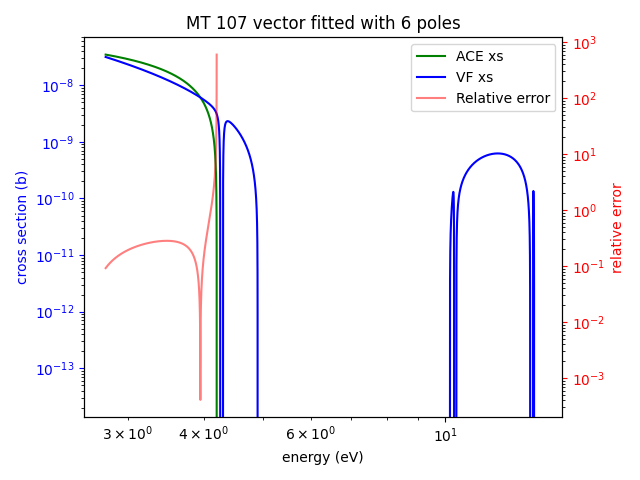 MT 107 vector fitted with 6 poles
ACE xs
VF xs
Relative error
cross section (b)
10⁻⁸
10⁻⁹
10⁻¹⁰
10⁻¹¹
10⁻¹²
10⁻¹³
10³
10²
10¹
10⁰
10⁻¹
10⁻²
10⁻³
relative error
3 × 10⁰
4 × 10⁰
6 × 10⁰
10¹
energy (eV)